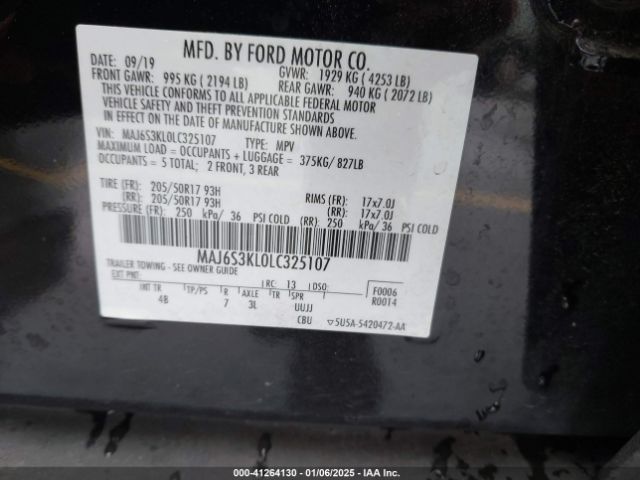 MFD. BY FORD MOTOR CO.
DATE: 09/19 GVWR: 1929 KG ( 4253 LB)
FRONT GAWR: 995 KG ( 2194 LB) REAR GAWR: 940 KG ( 2072 LB)
THIS VEHICLE CONFORMS TO ALL APPLICABLE FEDERAL MOTOR
VEHICLE SAFETY AND THEFT PREVENTION STANDARDS
IN EFFECT ON THE DATE OF MANUFACTURE SHOWN ABOVE.
VIN: MAJ6S3KL0LC325107 TYPE: MPV
MAXIMUM LOAD = OCCUPANTS + LUGGAGE = 375KG/ 827LB
OCCUPANTS = 5 TOTAL; 2 FRONT, 3 REAR
TIRE (FR): 205/50R17 93H RIMS (FR): 17x7.0J
(RR): 205/50R17 93H (RR): 17x7.0J
PRESSURE (FR): 250 kPa/ 36 PSI COLD (RR): 250 kPa/ 36 PSI COLD
MAJ6S3KL0LC325107
TRAILER TOWING - SEE OWNER GUIDE
EXT PNT: RC: 13 DSO: F0006
R0014
INT TR TP/PS R AXLE TR SPR
4B 7 3L UUJJ
CBU 5U5A-5420472-AA
000-41264130 - 01/06/2025 - IAA Inc.